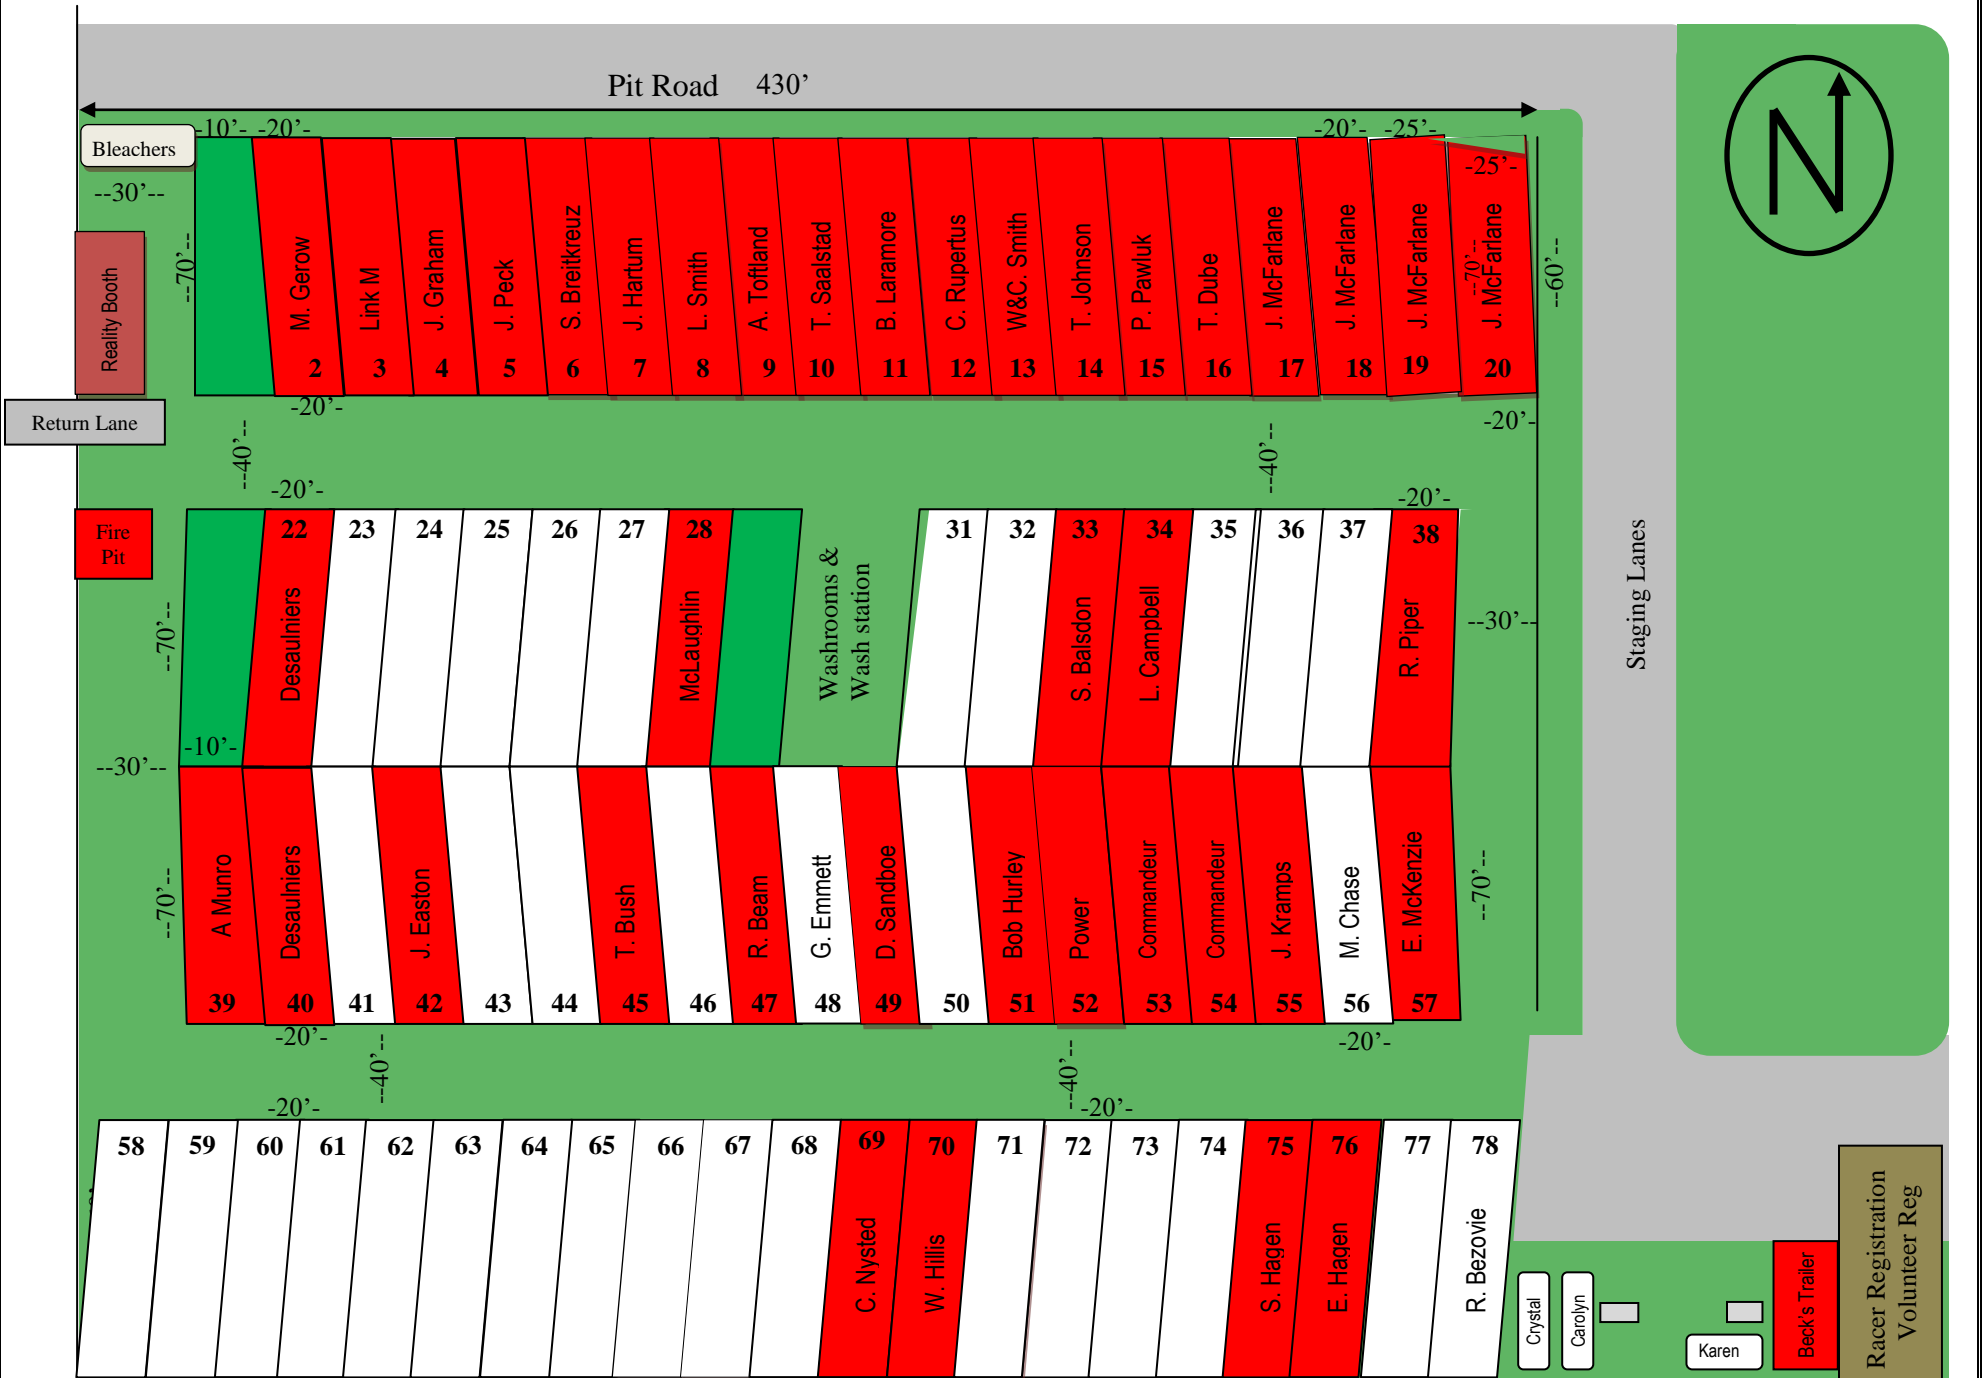 Pit Road 430’
Bleachers
-10’- -20’-
-20’- -25’-
-25’-
--30’--
--70’--
--70’--
--60’--
Reality Booth
M. Gerow
Link M
J. Graham
J. Peck
S. Breitkreuz
J. Hartum
L. Smith
A. Toftland
T. Saalstad
B. Laramore
C. Rupertus
W&C. Smith
T. Johnson
P. Pawluk
T. Dube
J. McFarlane
J. McFarlane
J. McFarlane
J. McFarlane
2 3 4 5 6 7 8 9 10 11 12 13 14 15 16 17 18 19 20
N
Return Lane
-20’-
-20’-
--40’--
--40’--
-20’-
-20’-
Fire
Pit
22 23 24 25 26 27 28 31 32 33 34 35 36 37 38
Desaulniers
McLaughlin
Washrooms &
Wash station
S. Balsdon
L. Campbell
R. Piper
--70’--
--30’--
Staging Lanes
-10’-
--30’--
--70’--
--70’--
A Munro
Desaulniers
J. Easton
T. Bush
R. Beam
G. Emmett
D. Sandboe
Bob Hurley
Power
Commandeur
Commandeur
J. Kramps
M. Chase
E. McKenzie
39 40 41 42 43 44 45 46 47 48 49 50 51 52 53 54 55 56 57
-20’-
-20’-
--40’--
--40’--
-20’-
-20’-
58 59 60 61 62 63 64 65 66 67 68 69 70 71 72 73 74 75 76 77 78
C. Nysted
W. Hillis
S. Hagen
E. Hagen
R. Bezovie
Crystal
Carolyn
Karen
Beck's Trailer
Racer Registration
Volunteer Reg